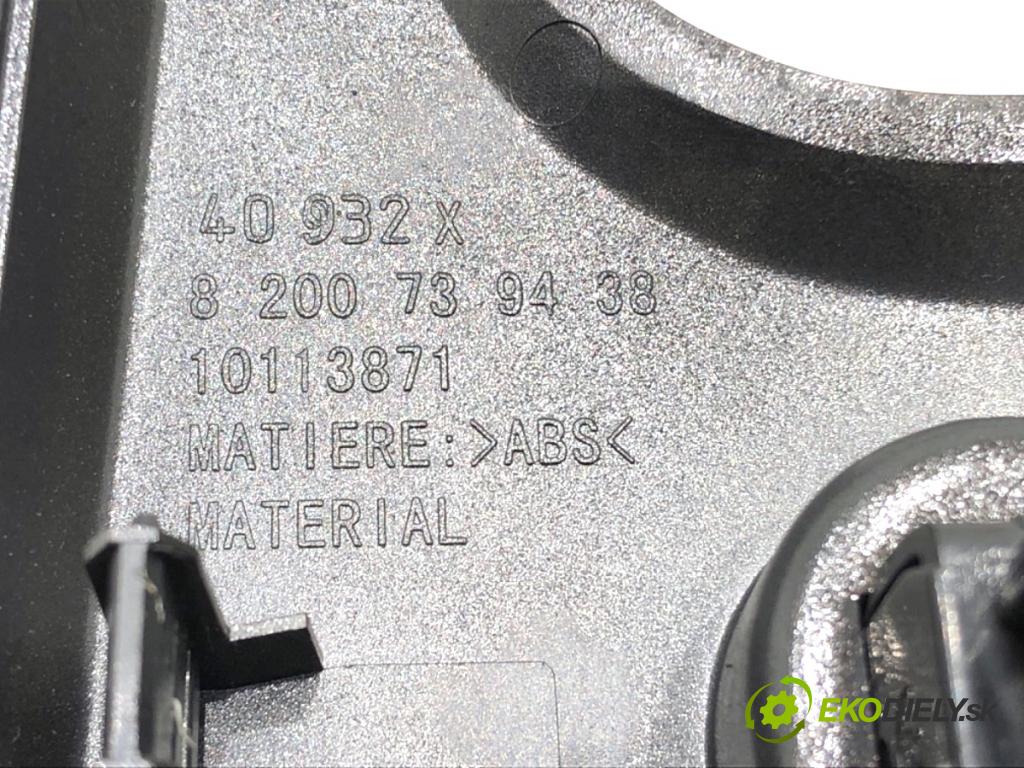 40 932 X
8 200 73 94 38
10113871
MATIERE: >ABS<
MATERIAL
EKODIELY.sk